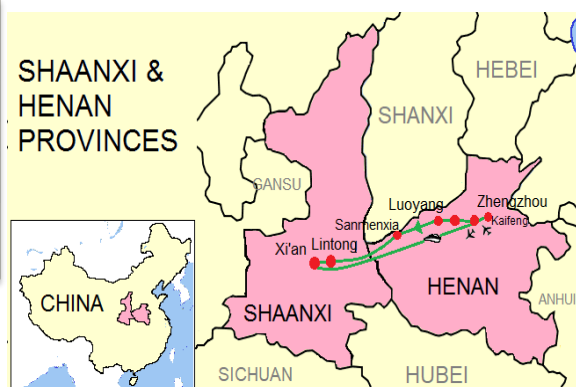 SHAANXI &
HENAN
PROVINCES
HEBEI
SHANXI
GANSU
Luoyang
Zhengzhou
Sanmenxia
Kaifeng
Xi'an
Lintong
HENAN
SHAANXI
CHINA
ANHUI
SICHUAN
HUBEI